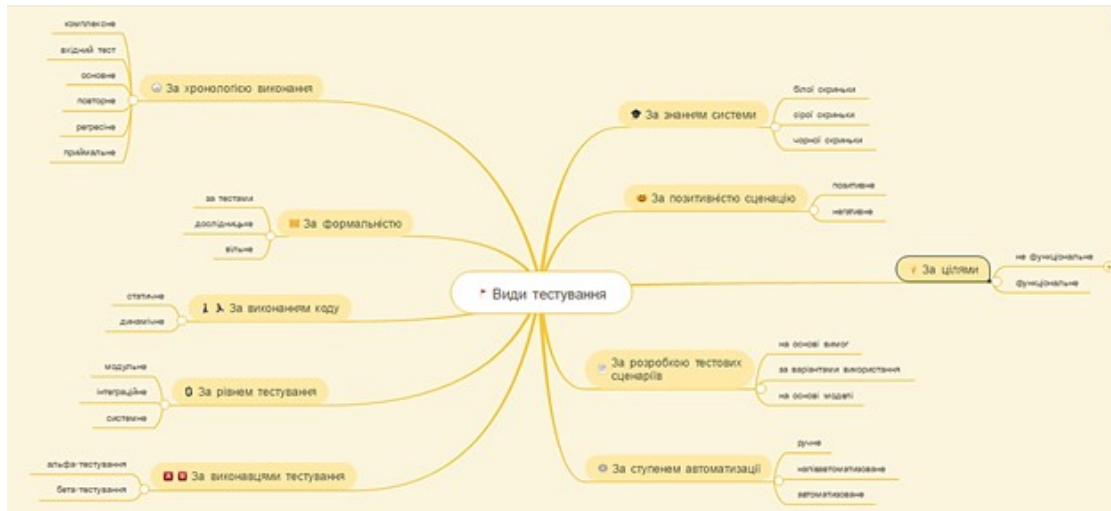 комплексне
вхідний тест
основне
повторне
регресіне
приймальне
За хронологією виконання
за тестами
дослідницьке
вільне
За формальністю
статичне
динамічне
За виконанням коду
модульне
інтеграційне
системне
За рівнем тестування
альфа-тестування
бета-тестування
За виконавцями тестування
Види тестування
За знанням системи
білої скриньки
сірої скриньки
чорної скриньки
За позитивністю сценацію
позитивне
негативне
За цілями
не функціональне
функціональне
За розробкою тестових
сценаріїв
на основі вимог
за варіантами використання
на основі моделі
За ступенем автоматизації
ручне
напівавтоматизоване
автоматизоване